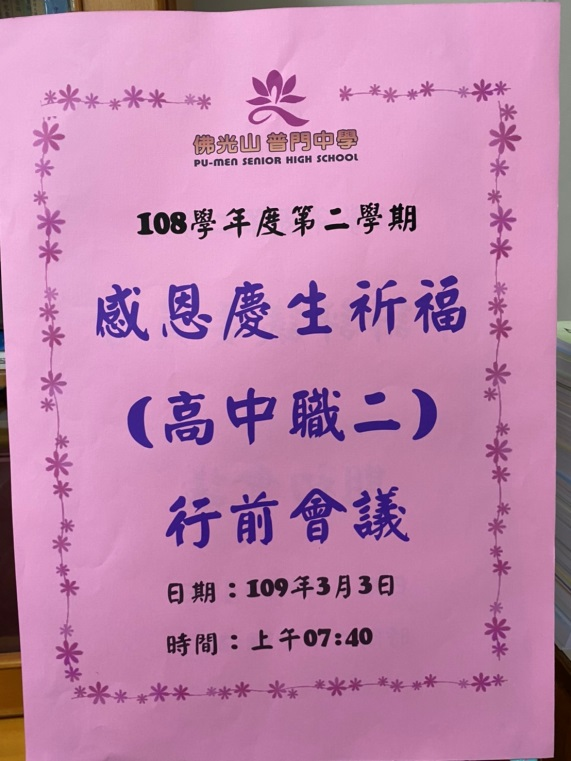 佛光山 普門中學
PU-MEN SENIOR HIGH SCHOOL
108學年度第二學期
感恩慶生祈福
(高中職二)
行前會議
日期：109年3月3日
時間：上午07:40